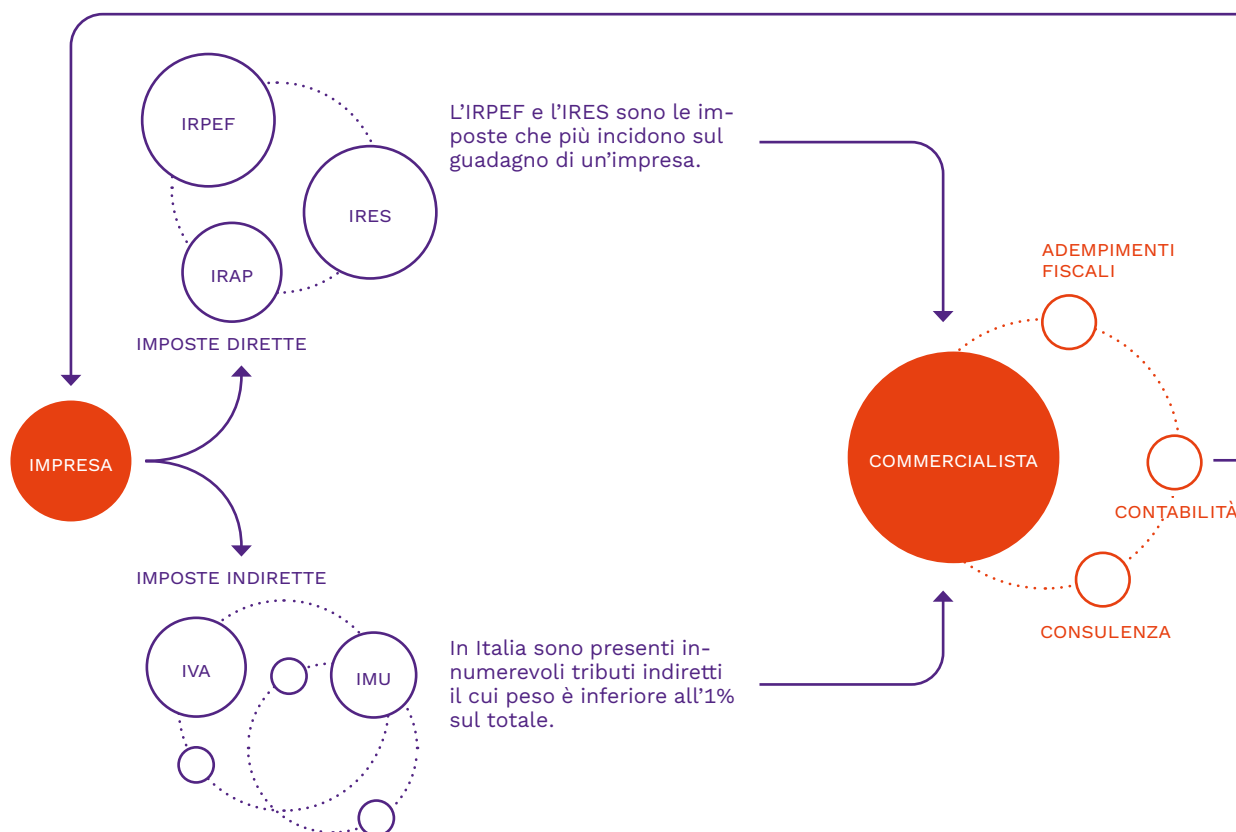 IRPEF
L'IRPEF e l'IRES sono le im-
poste che più incidono sul
guadagno di un'impresa.
IRES
IRAP
IMPOSTE DIRETTE
IMPRESA
IMPOSTE INDIRETTE
IVA
IMU
In Italia sono presenti in-
numerevoli tributi indiretti
il cui peso è inferiore all'1%
sul totale.
ADEMPIMENTI
FISCALI
COMMERCIALISTA
CONTABILITÀ
CONSULENZA